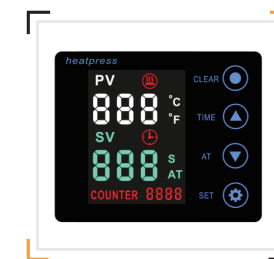 heatpress
PV
CLEAR
888 °C °F
TIME
SV
888 S AT
AT
COUNTER 8888
SET